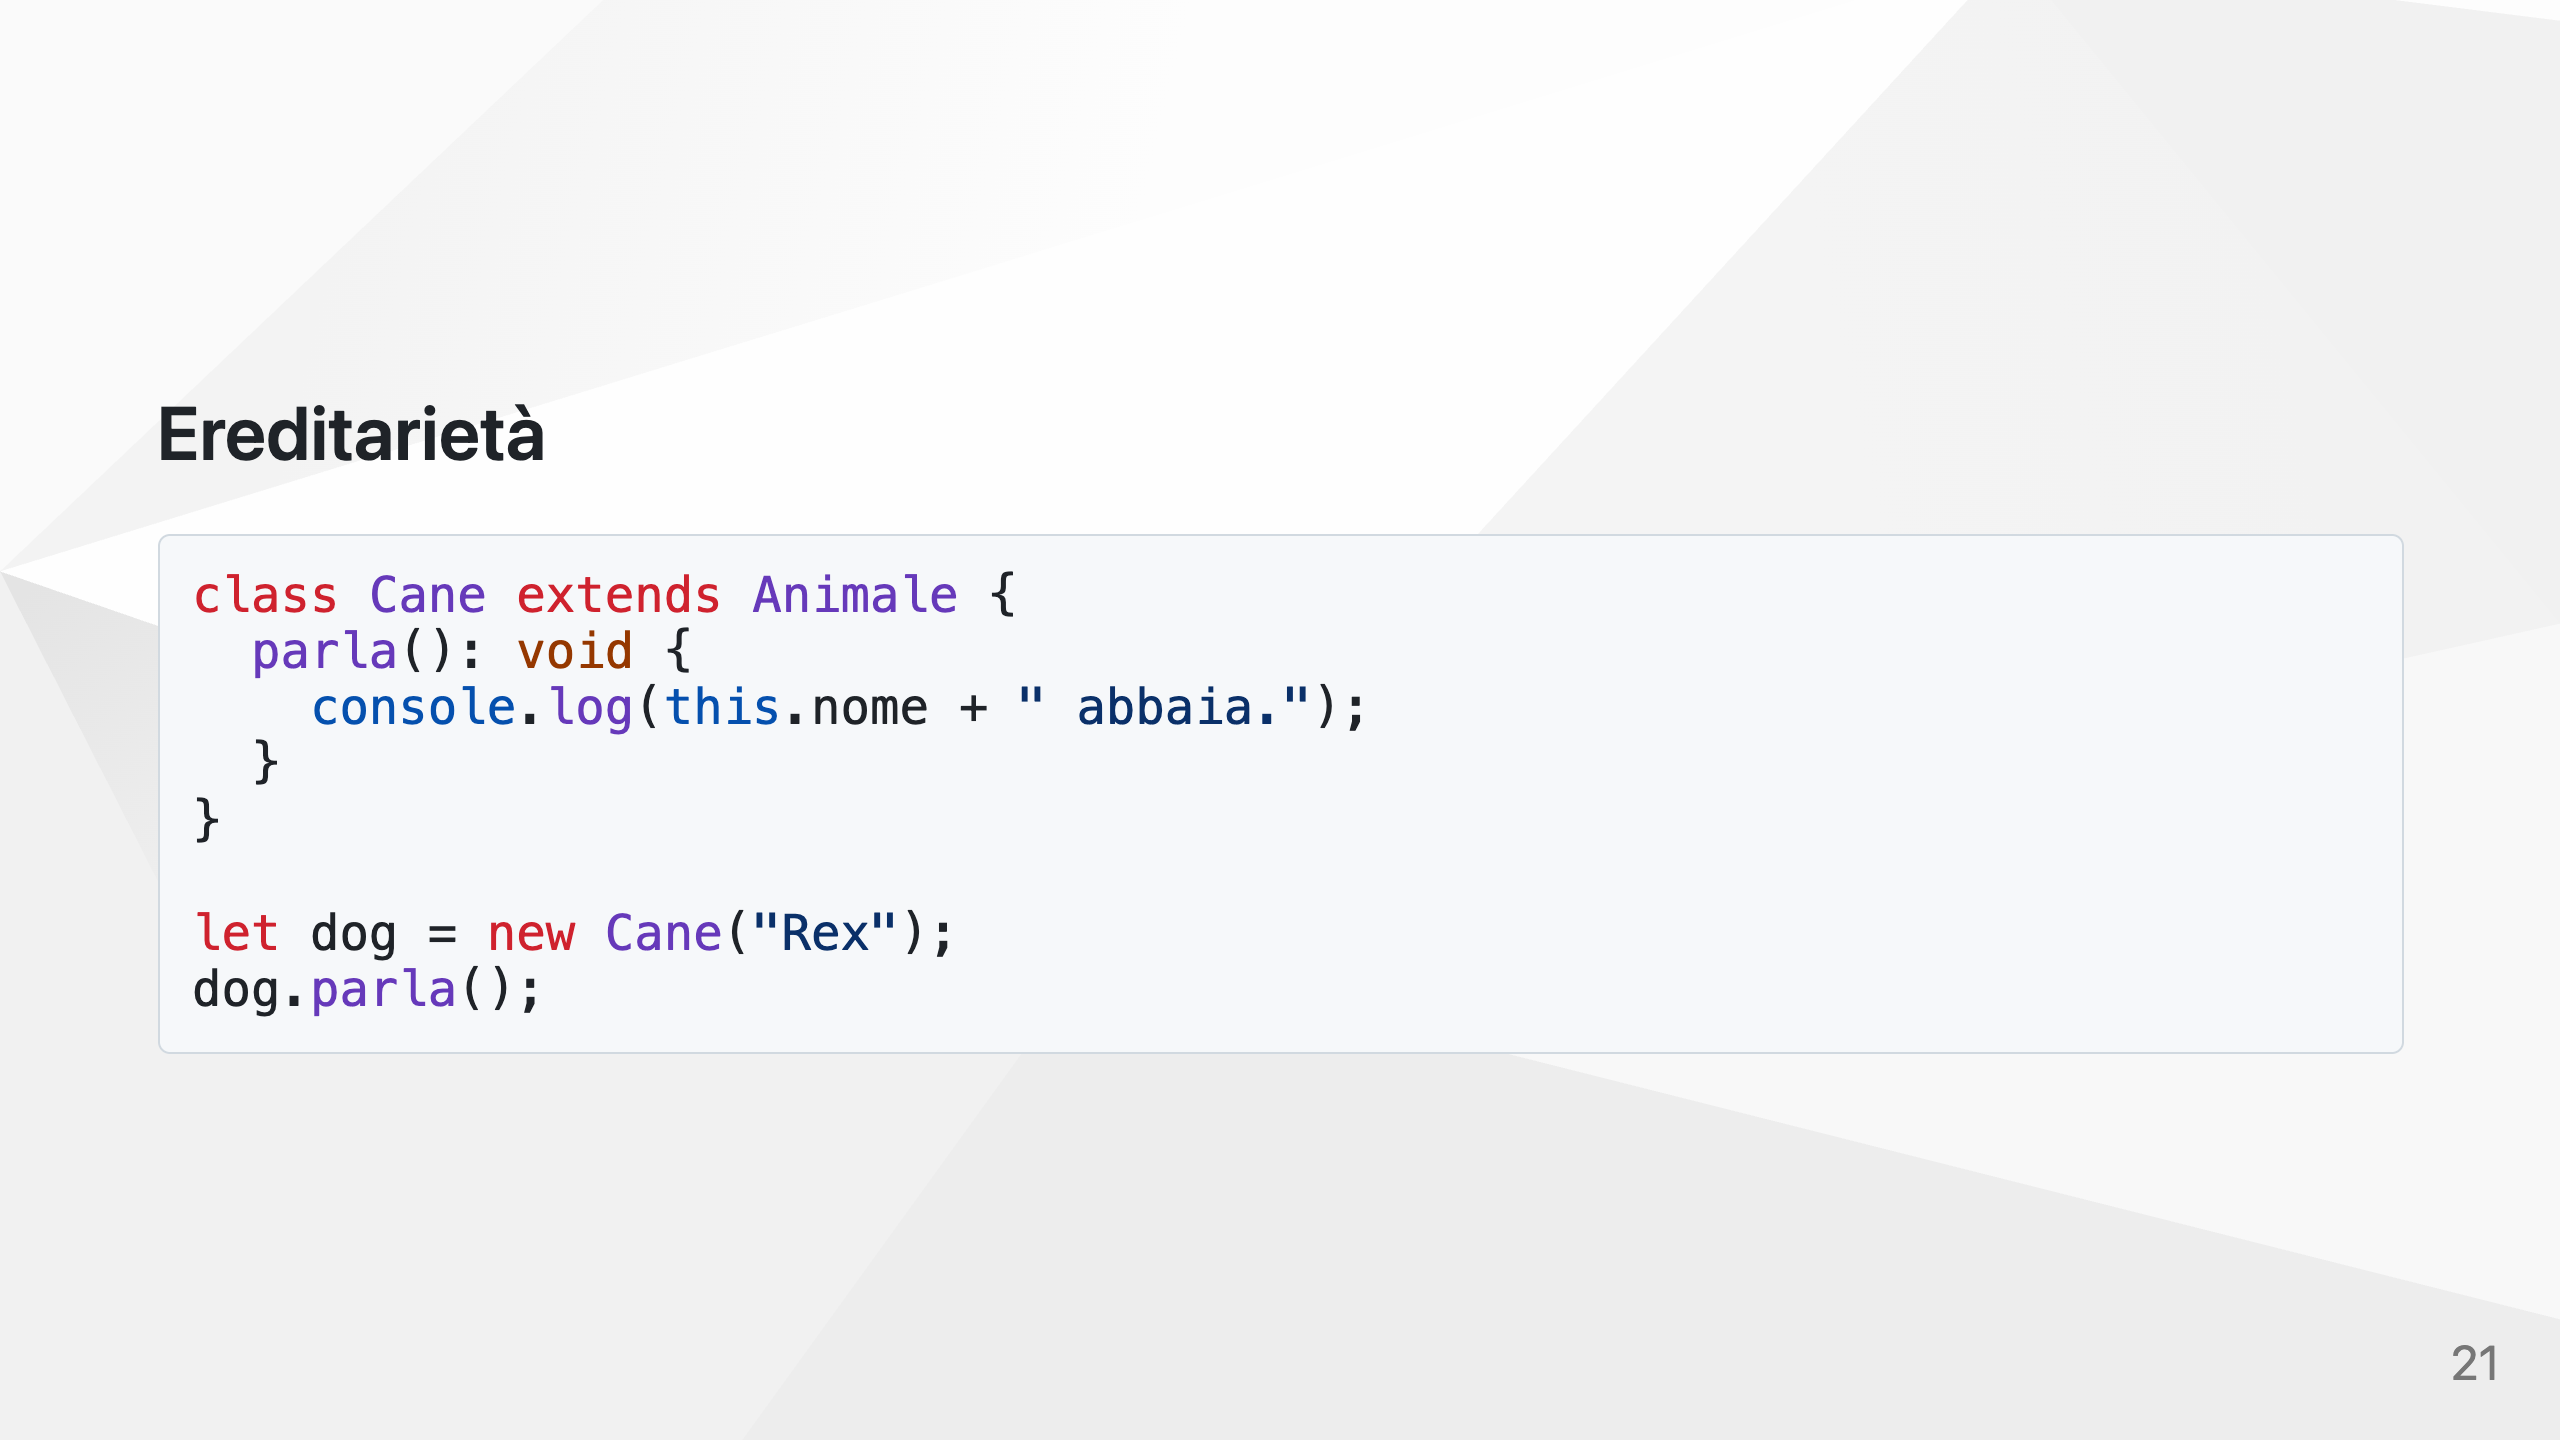 Ereditarietà
class Cane extends Animale {
  parla(): void {
    console.log(this.nome + " abbaia.");
  }
}

let dog = new Cane("Rex");
dog.parla();
21